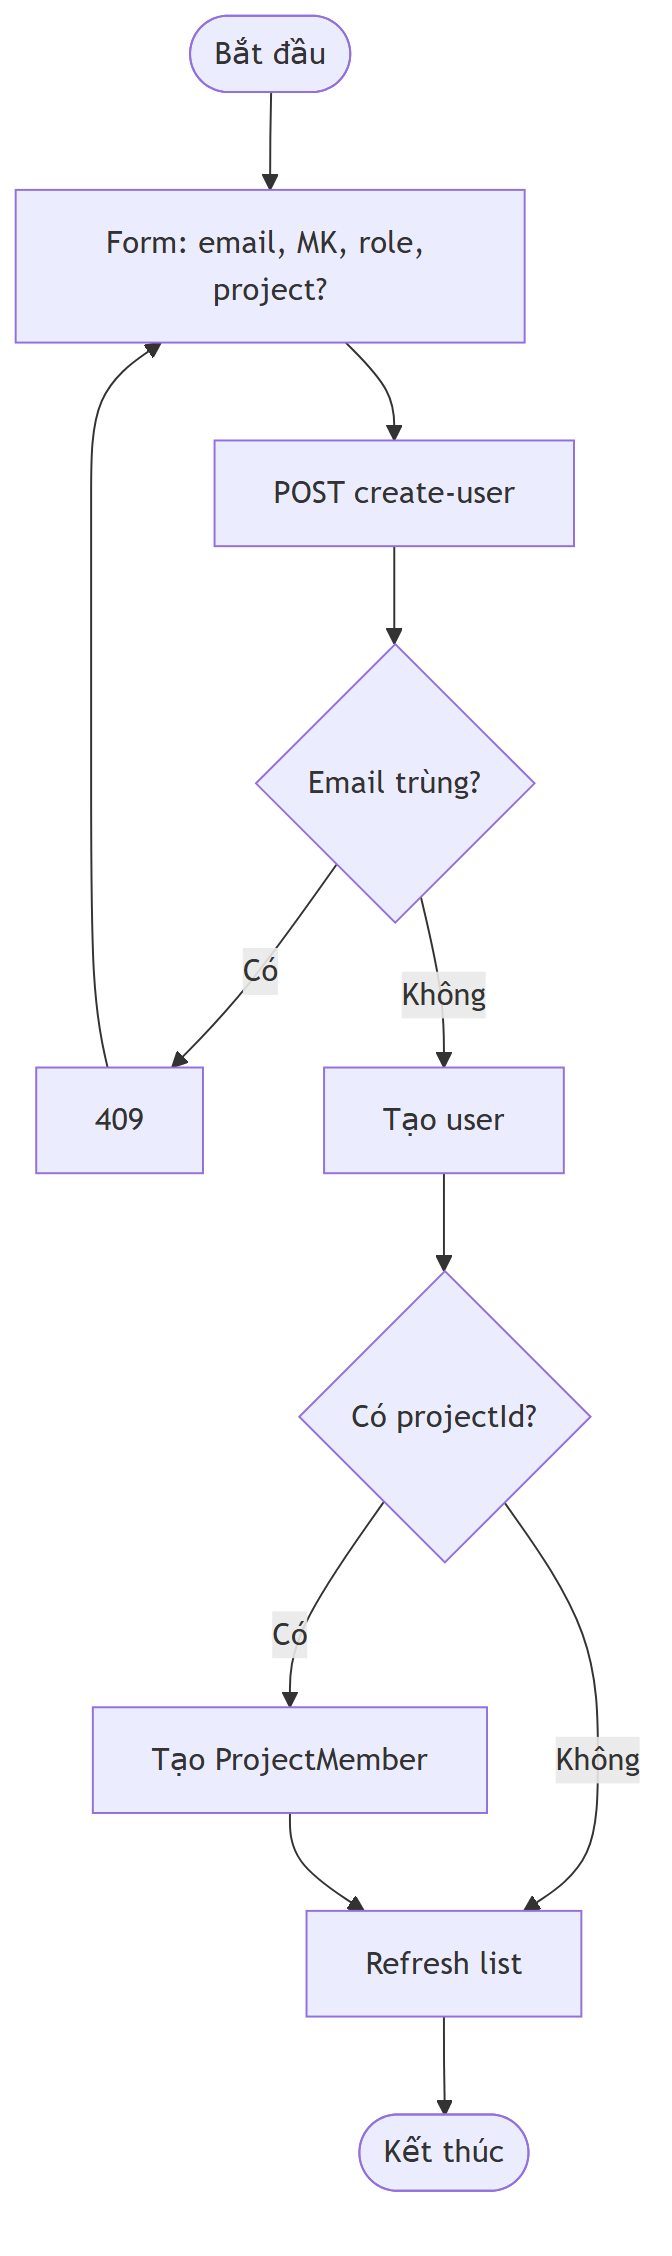 Bắt đầu
Form: email, MK, role,
project?
POST create-user
Email trùng?
Có
Không
409
Tạo user
Có projectId?
Có
Tạo ProjectMember
Không
Refresh list
Kết thúc